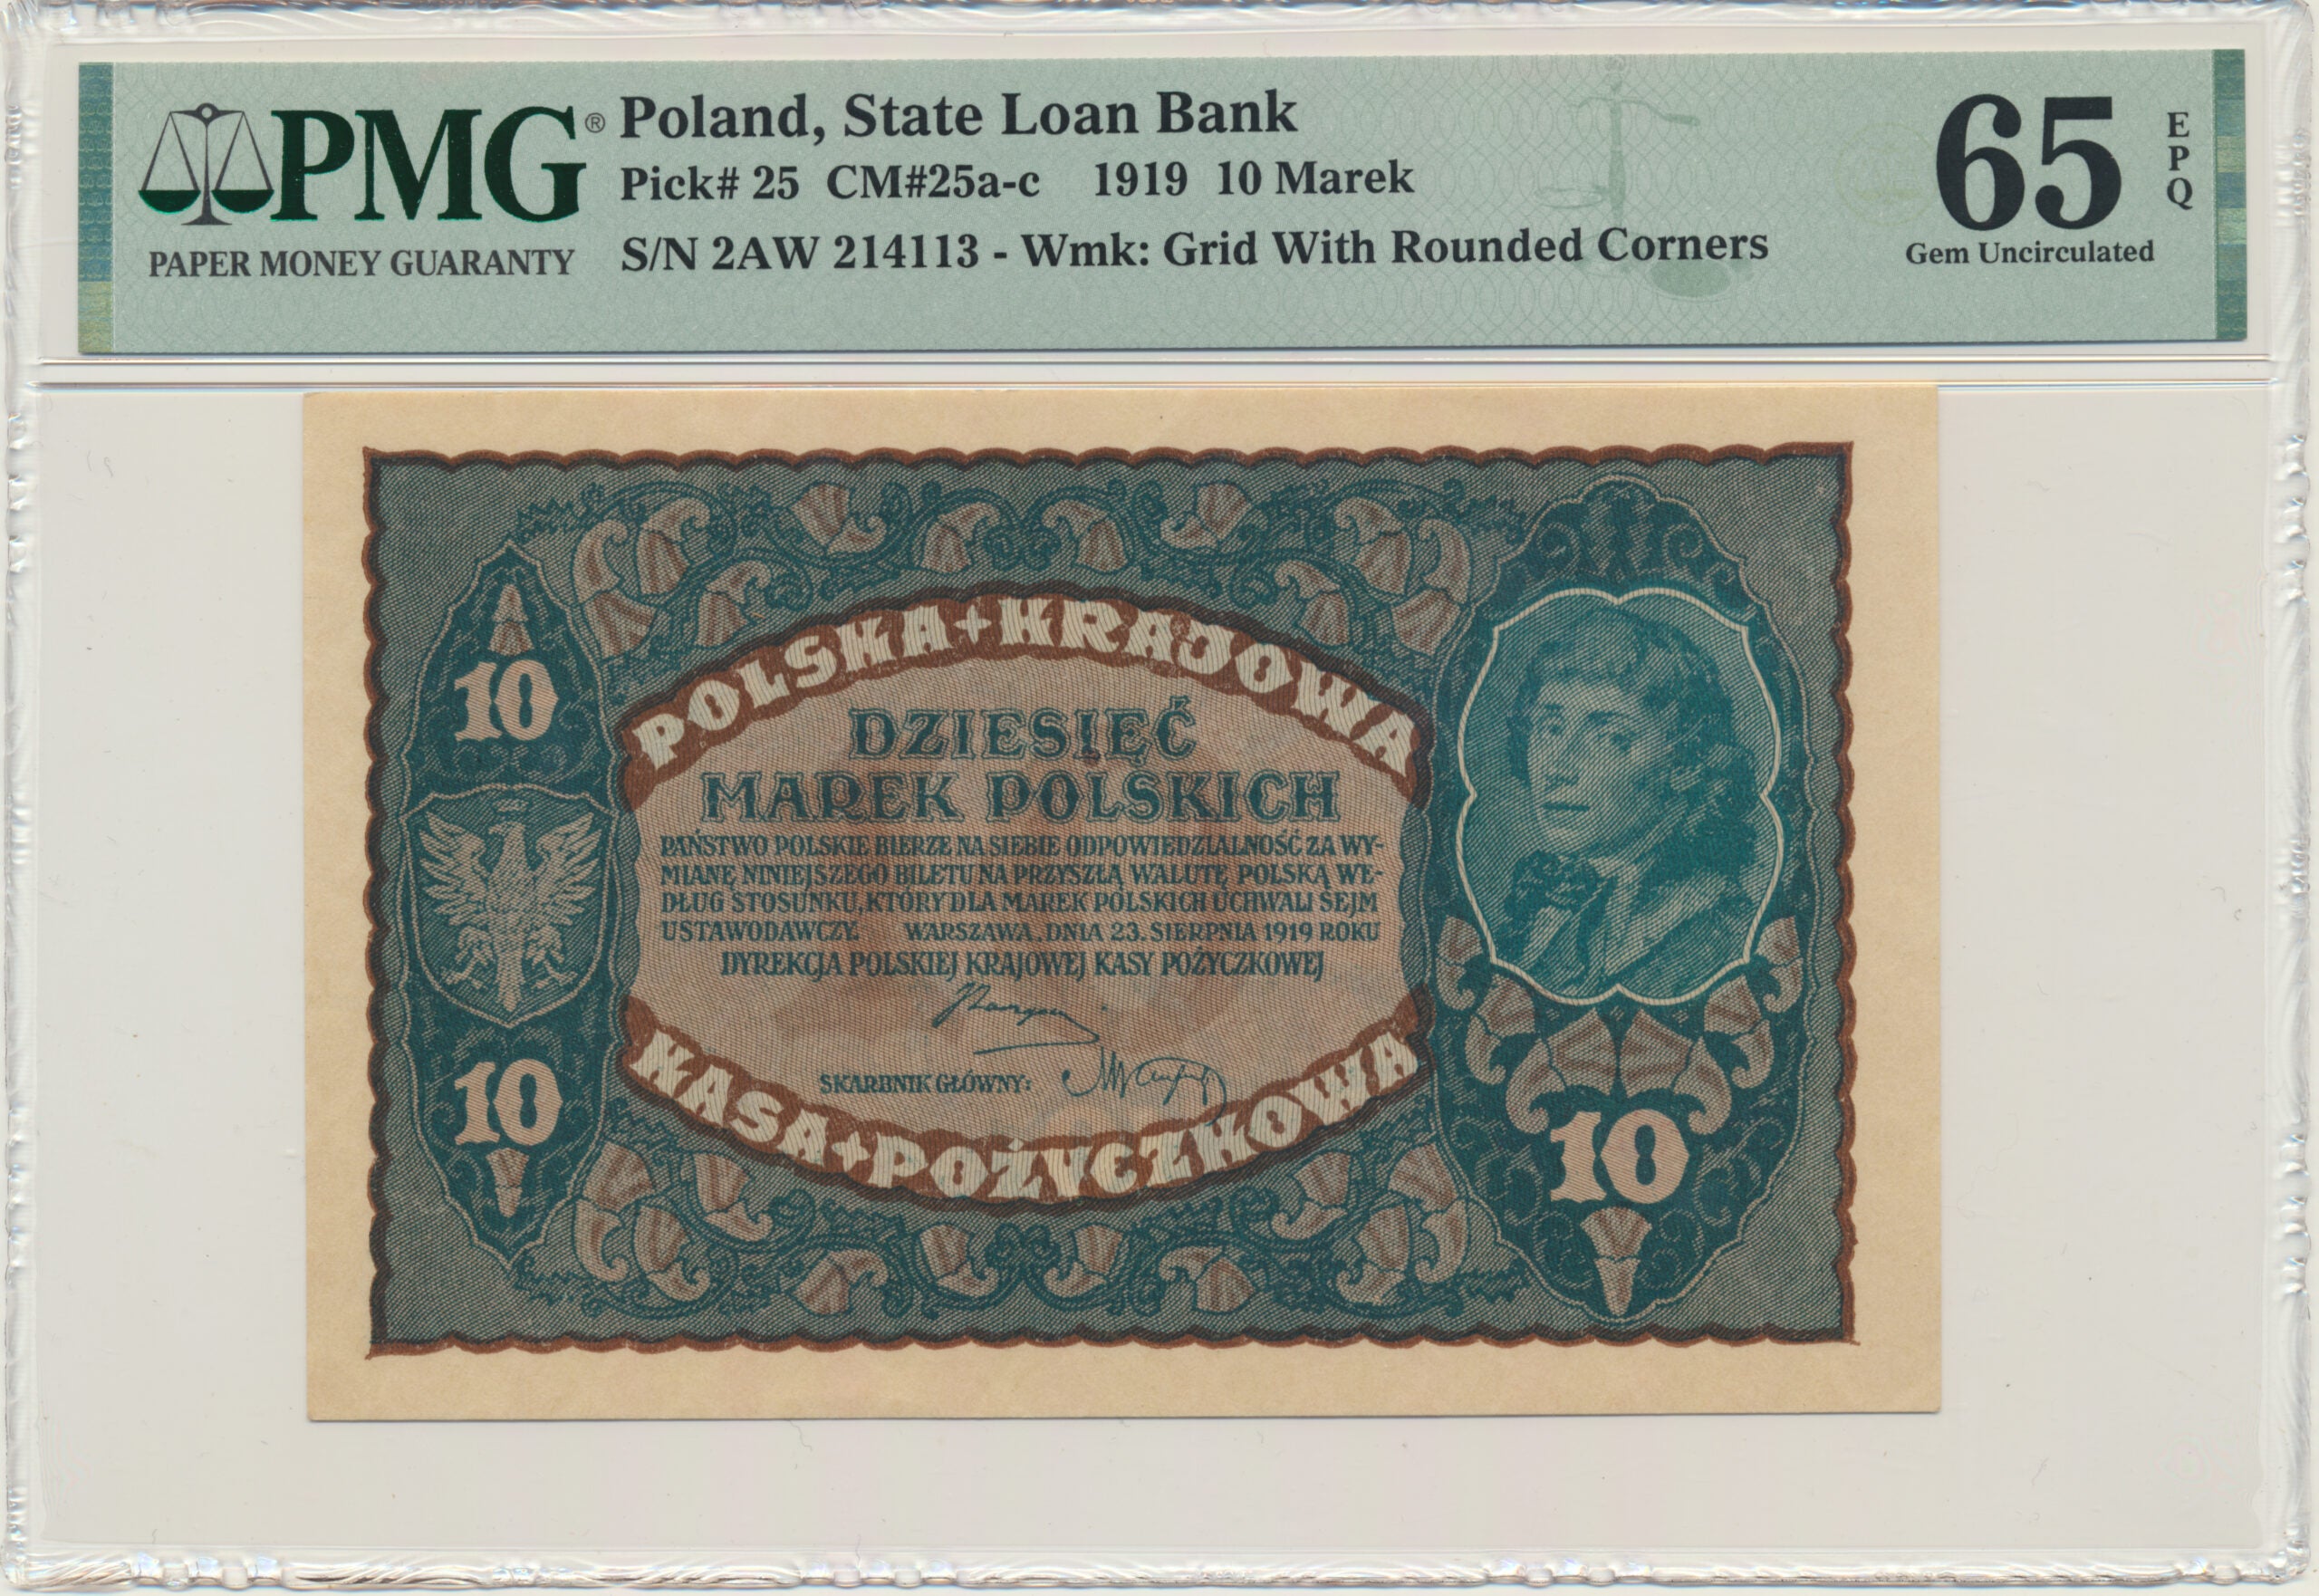 PMG®
PAPER MONEY GUARANTY
Poland, State Loan Bank
Pick# 25 CM#25a-c 1919 10 Marek
S/N 2AW 214113 - Wmk: Grid With Rounded Corners
65
EPQ
Gem Uncirculated
POLSKA + KRAJOWA
10
DZIESIĘĆ
MAREK POLSKICH
PAŃSTWO POLSKIE BIERZE NA SIEBIE ODPOWIEDZIALNOŚĆ ZA WY-
MIANĘ NINIEJSZEGO BILETU NA PRZYSZŁĄ WALUTĘ POLSKĄ WE-
DŁUG STOSUNKU, KTÓRY DLA MAREK POLSKICH UCHWALI SEJM
USTAWODAWCZY. WARSZAWA, DNIA 23. SIERPNIA 1919 ROKU
DYREKCJA POLSKIEJ KRAJOWEJ KASY POŻYCZKOWEJ
SKARBNIK GŁÓWNY:
10
KASA + POŻYCZKOWA
10